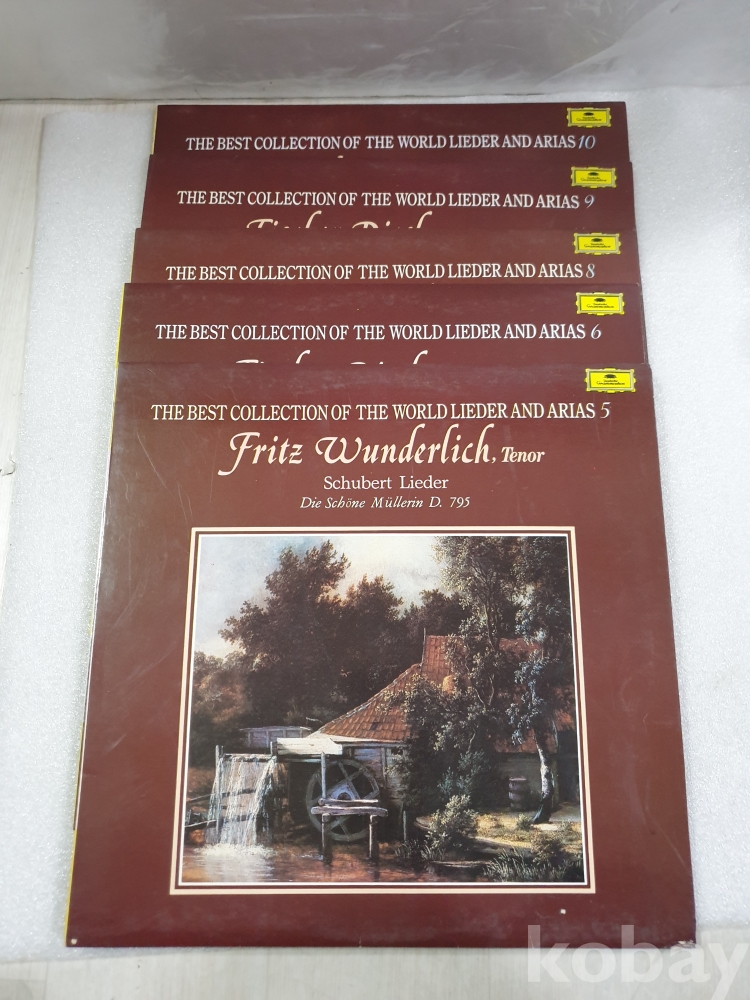 THE BEST COLLECTION OF THE WORLD LIEDER AND ARIAS 10
THE BEST COLLECTION OF THE WORLD LIEDER AND ARIAS 9
THE BEST COLLECTION OF THE WORLD LIEDER AND ARIAS 8
THE BEST COLLECTION OF THE WORLD LIEDER AND ARIAS 6
THE BEST COLLECTION OF THE WORLD LIEDER AND ARIAS 5
Fritz Wunderlich, Tenor
Schubert Lieder
Die Schöne Müllerin D. 795
kobay